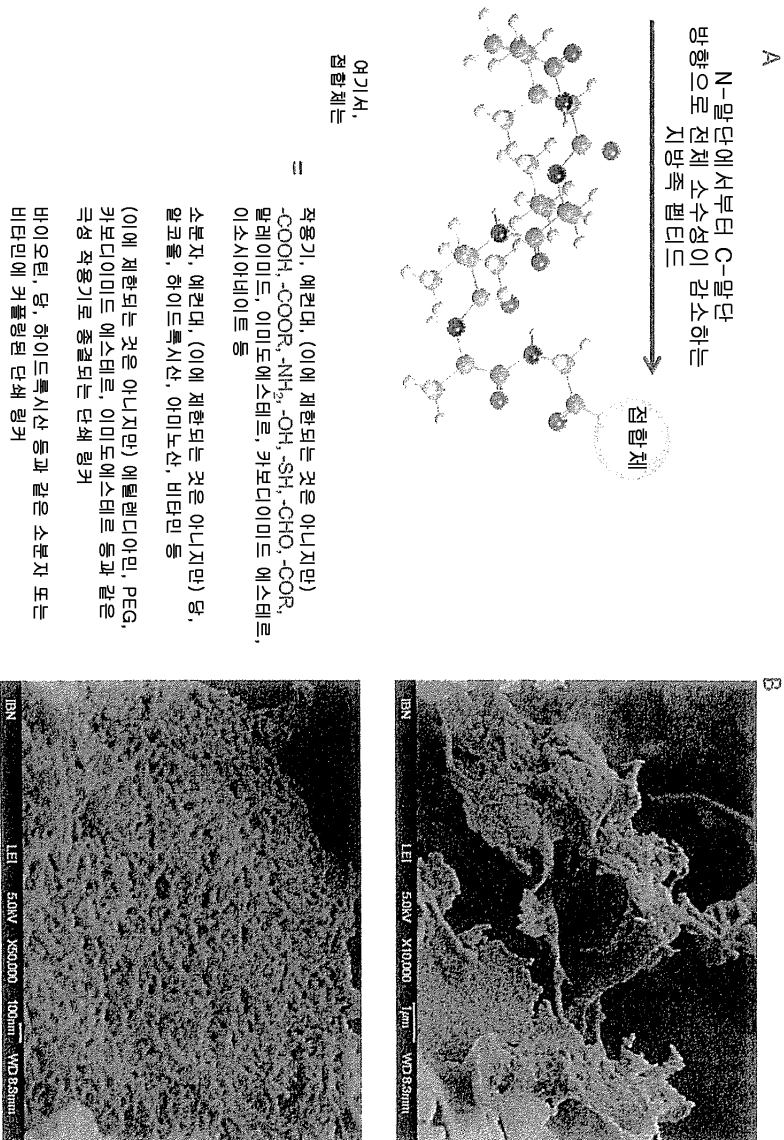 A
N-말단에서부터 C-말단
방향으로 전체 소수성이 감소하는
지방족 펩티드
접합체
여기서,
접합체는
=
작용기, 예컨대, (이에 제한되는 것은 아니지만)
-COOH, -COOR, -NH₂, -OH, -SH, -CHO, -COR,
말레이미드, 이미도에스테르, 카보디이미드 에스테르,
이소시아네이트 등
소분자, 예컨대, (이에 제한되는 것은 아니지만) 당,
알코올, 하이드록시산, 아미노산, 비타민 등
(이에 제한되는 것은 아니지만) 에틸렌디아민, PEG,
카보디이미드 에스테르, 이미도에스테르 등과 같은
극성 작용기로 종결되는 단쇄 링커
바이오틴, 당, 하이드록시산 등과 같은 소분자 또는
비타민에 커플링된 단쇄 링커
B
IBN LEI 5.0kV X10,000 1μm WD 8.3mm
IBN LEI 5.0kV X50,000 100nm WD 8.3mm